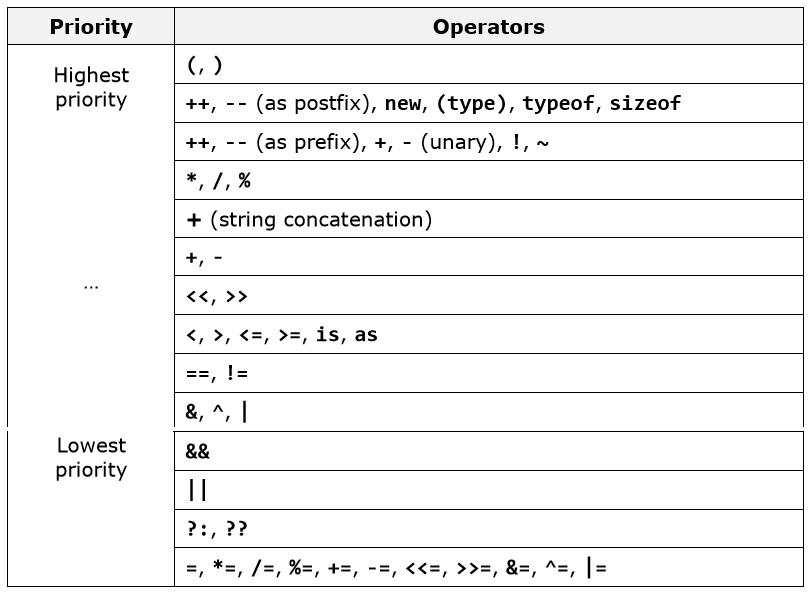 Priority Operators
Highest
priority
(, )
++, -- (as postfix), new, (type), typeof, sizeof
++, -- (as prefix), +, - (unary), !, ~
*, /, %
+ (string concatenation)
+, -
...
<<, >>
<, >, <=, >=, is, as
==, !=
&, ^, |
Lowest
priority
&&
||
?:, ??
=, *=, /=, %=, +=, -=, <<=, >>=, &=, ^=, |=